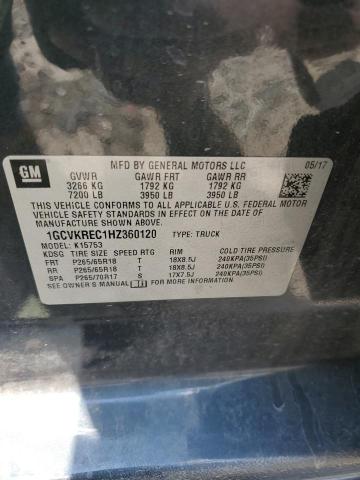 GM
MFD BY GENERAL MOTORS LLC 05/17
GVWR GAWR FRT GAWR RR
3266 KG 1792 KG 1792 KG
7200 LB 3950 LB 3950 LB
THIS VEHICLE CONFORMS TO ALL APPLICABLE U.S. FEDERAL MOTOR
VEHICLE SAFETY STANDARDS IN EFFECT ON THE DATE OF
MANUFACTURE SHOWN ABOVE.
1GCVKREC1HZ360120 TYPE: TRUCK
MODEL: K15753
KDSG TIRE SIZE SPEED RTG RIM COLD TIRE PRESSURE
FRT P265/65R18 T 18X8.5J 240KPA(35PSI)
RR P265/65R18 T 18X8.5J 240KPA(35PSI)
SPA P265/70R17 S 17X7.5J 240KPA(35PSI)
SEE OWNER'S MANUAL